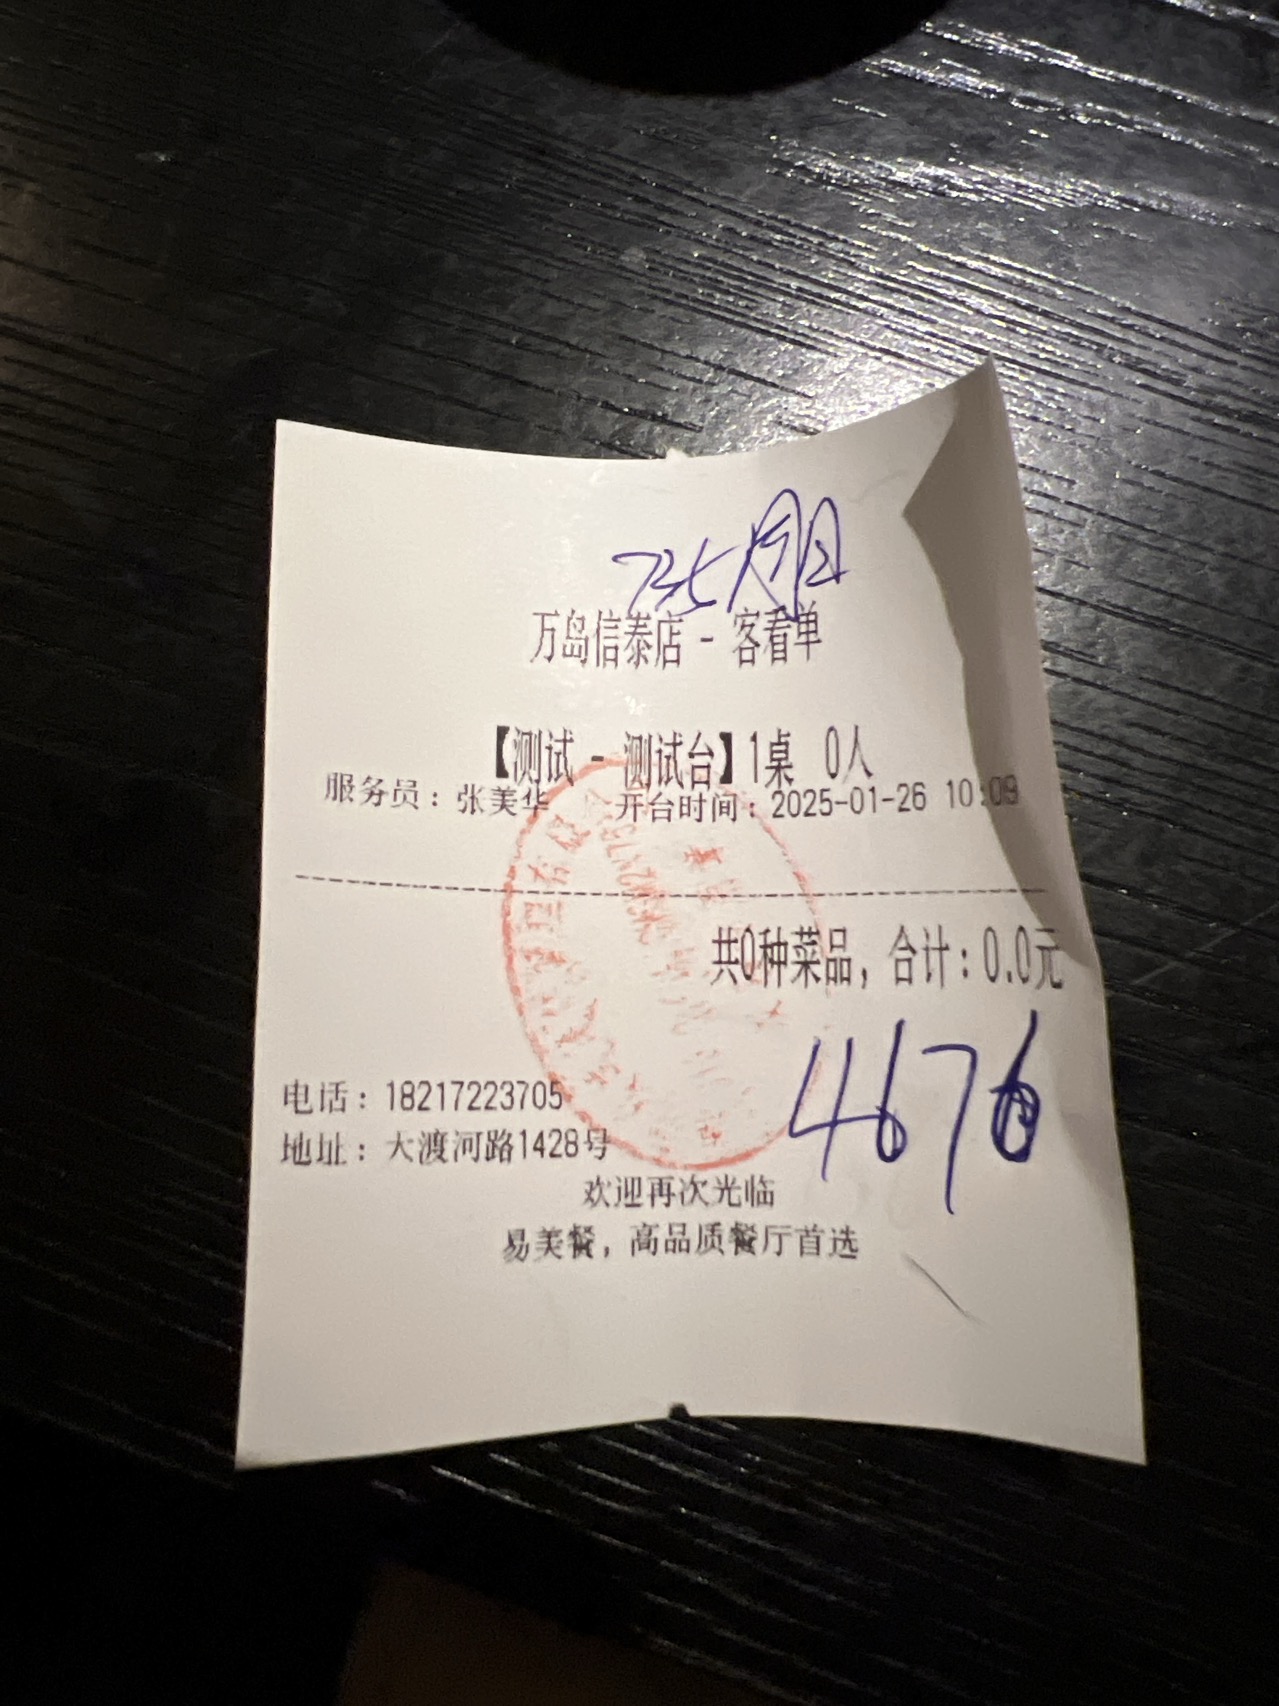 万岛信泰店 - 客看单
【测试 - 测试台】1桌 0人
服务员：张美华 开台时间：2025-01-26 10:09
共0种菜品，合计：0.0元
4676
电话：18217223705
地址：大渡河路1428号
欢迎再次光临
易美餐，高品质餐厅首选